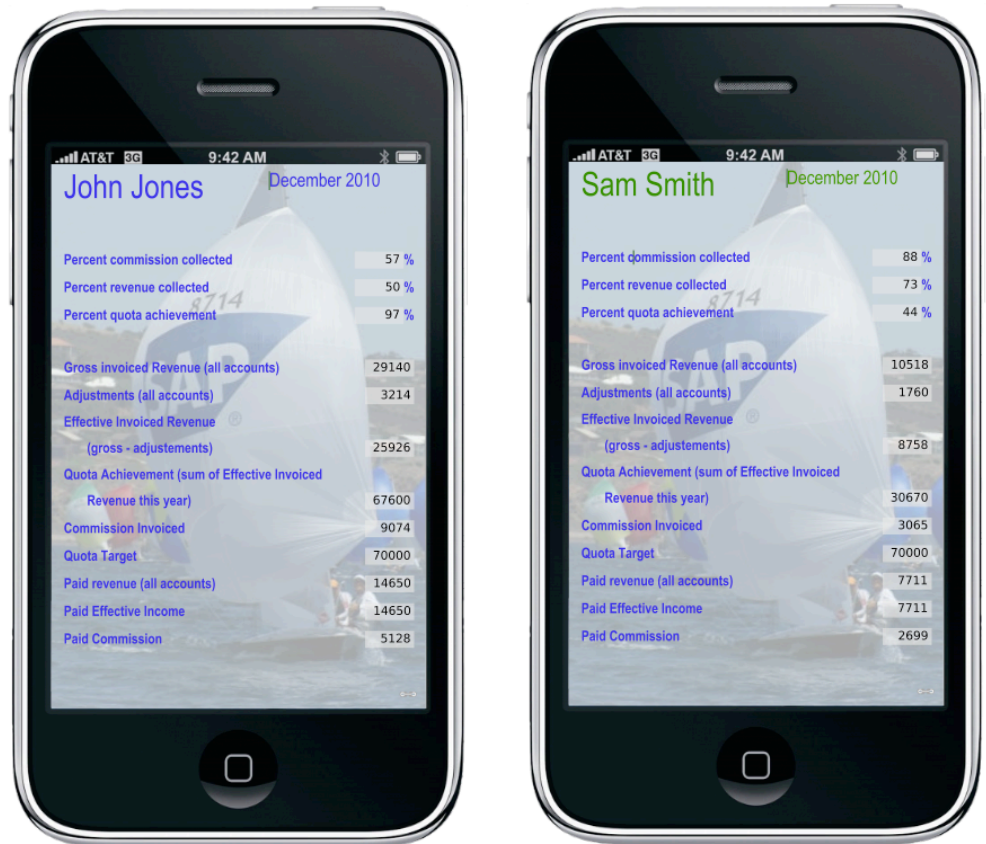 AT&T 3G 9:42 AM
John Jones December 2010
Percent commission collected 57 %
Percent revenue collected 50 %
8714
Percent quota achievement 97 %
Gross invoiced Revenue (all accounts) 29140
SAP
Adjustments (all accounts) 3214
®
Effective Invoiced Revenue
(gross - adjustements) 25926
Quota Achievement (sum of Effective Invoiced
Revenue this year) 67600
Commission Invoiced 9074
Quota Target 70000
Paid revenue (all accounts) 14650
Paid Effective Income 14650
Paid Commission 5128
AT&T 3G 9:42 AM
Sam Smith December 2010
Percent commission collected 88 %
Percent revenue collected 73 %
8714
Percent quota achievement 44 %
Gross invoiced Revenue (all accounts) 10518
SAP
Adjustments (all accounts) 1760
®
Effective Invoiced Revenue
(gross - adjustements) 8758
Quota Achievement (sum of Effective Invoiced
Revenue this year) 30670
Commission Invoiced 3065
Quota Target 70000
Paid revenue (all accounts) 7711
Paid Effective Income 7711
Paid Commission 2699